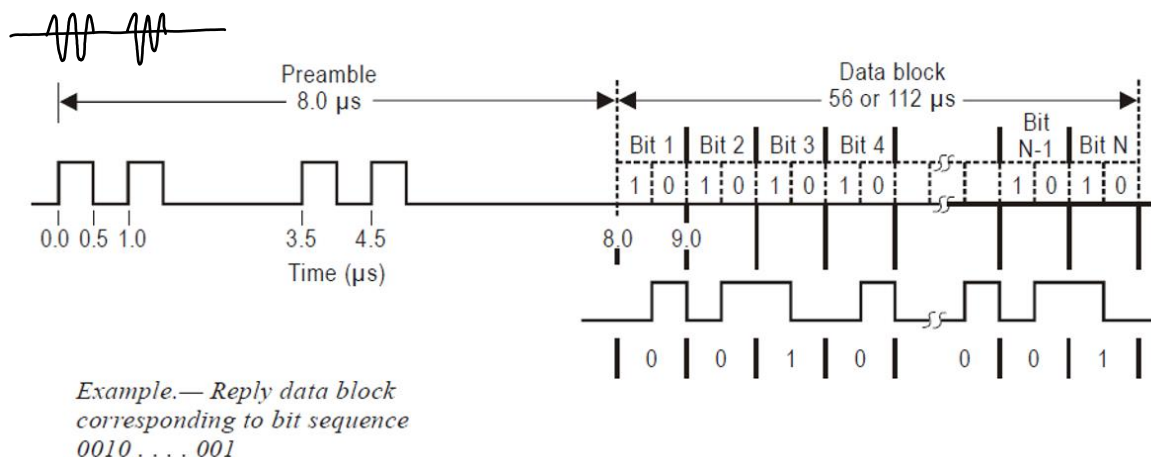 Preamble
8.0 µs
Data block
56 or 112 µs
Bit 1 Bit 2 Bit 3 Bit 4 Bit N-1 Bit N
1 0 1 0 1 0 1 0 1 0 1 0
0.0 0.5 1.0 3.5 4.5 8.0 9.0
Time (µs)
0 0 1 0 0 0 1
Example.— Reply data block
corresponding to bit sequence
0010 . . . . 001